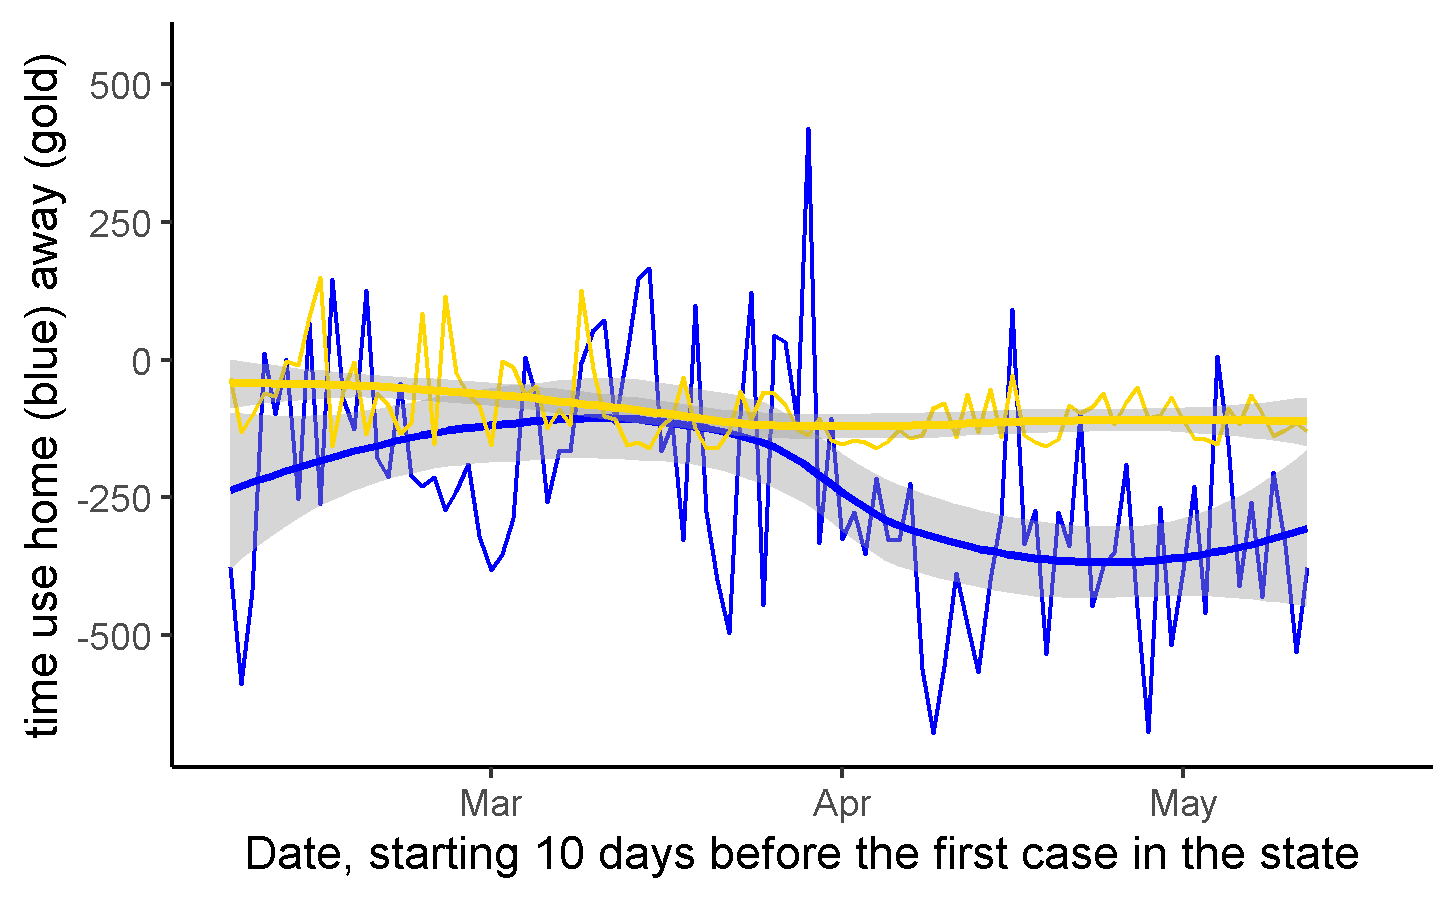 time use home (blue) away (gold)
500
250
0
-250
-500
Mar Apr May
Date, starting 10 days before the first case in the state